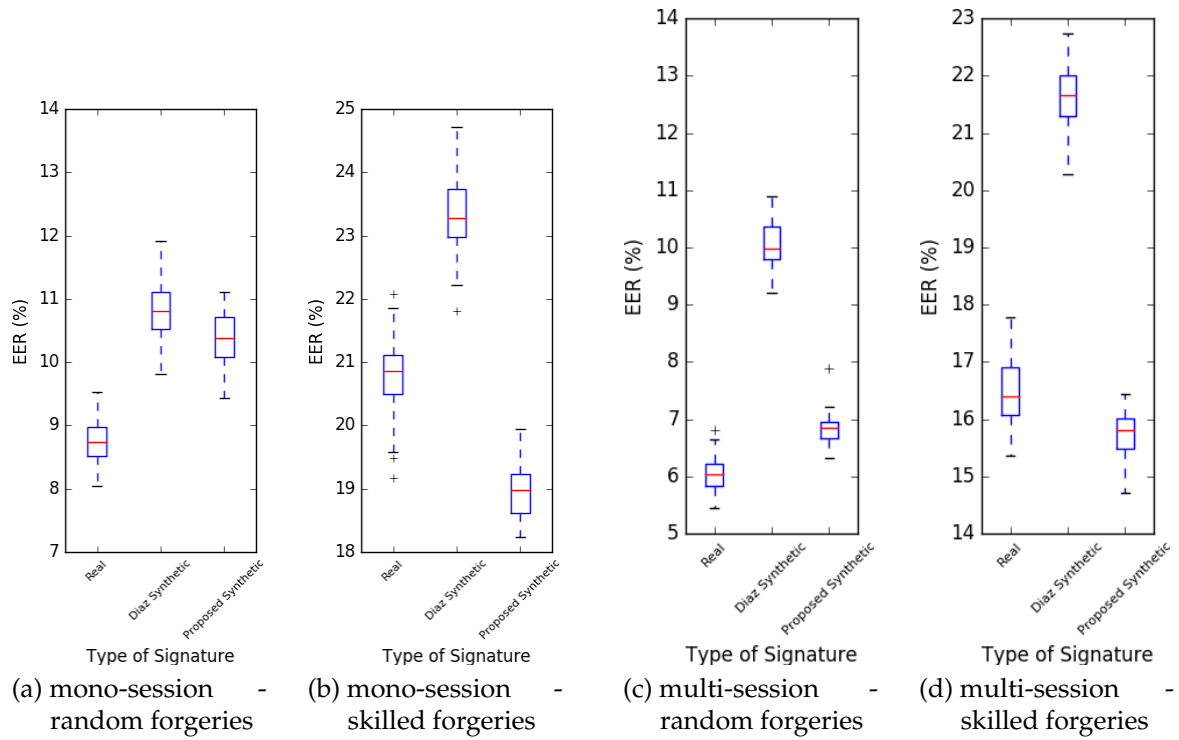 14
13
12
11
10
9
8
7
EER (%)
Real
Diaz Synthetic
Proposed Synthetic
Type of Signature
(a) mono-session -
random forgeries
25
24
23
22
21
20
19
18
EER (%)
Real
Diaz Synthetic
Proposed Synthetic
Type of Signature
(b) mono-session -
skilled forgeries
14
13
12
11
10
9
8
7
6
5
EER (%)
Real
Diaz Synthetic
Proposed Synthetic
Type of Signature
(c) multi-session -
random forgeries
23
22
21
20
19
18
17
16
15
14
EER (%)
Real
Diaz Synthetic
Proposed Synthetic
Type of Signature
(d) multi-session -
skilled forgeries